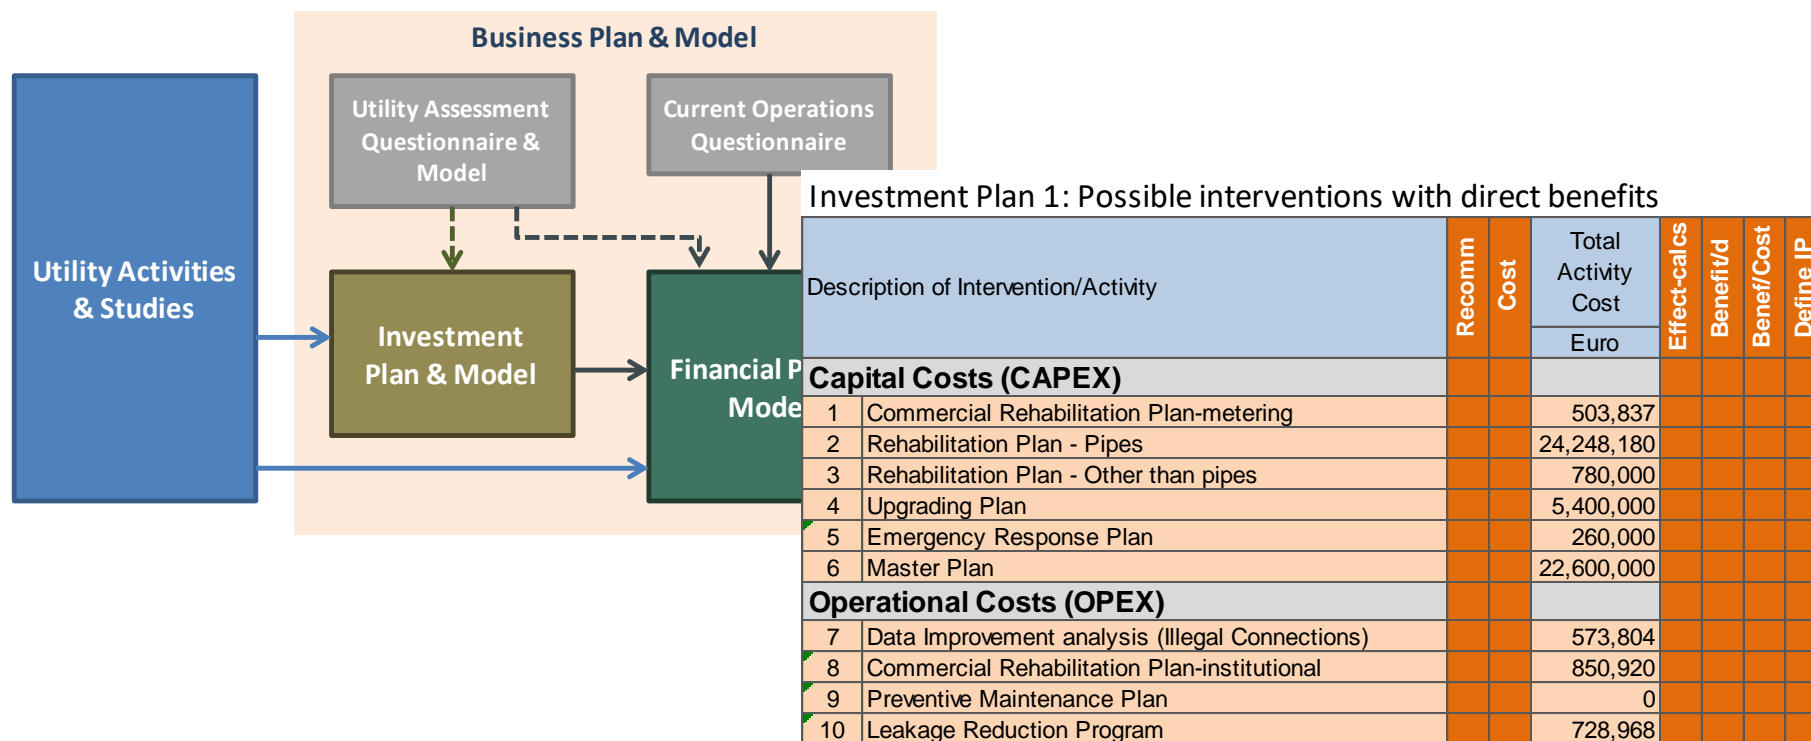 Business Plan & Model
Utility Activities
& Studies
Utility Assessment
Questionnaire &
Model
Current Operations
Questionnaire
Investment
Plan & Model
Financial P
Mode
Investment Plan 1: Possible interventions with direct benefits
Description of Intervention/Activity
Recomm
Cost
Total
Activity
Cost
Euro
Effect-calcs
Benefit/d
Benef/Cost
Define IP
Capital Costs (CAPEX)
1 Commercial Rehabilitation Plan-metering 503,837
2 Rehabilitation Plan - Pipes 24,248,180
3 Rehabilitation Plan - Other than pipes 780,000
4 Upgrading Plan 5,400,000
5 Emergency Response Plan 260,000
6 Master Plan 22,600,000
Operational Costs (OPEX)
7 Data Improvement analysis (Illegal Connections) 573,804
8 Commercial Rehabilitation Plan-institutional 850,920
9 Preventive Maintenance Plan 0
10 Leakage Reduction Program 728,968